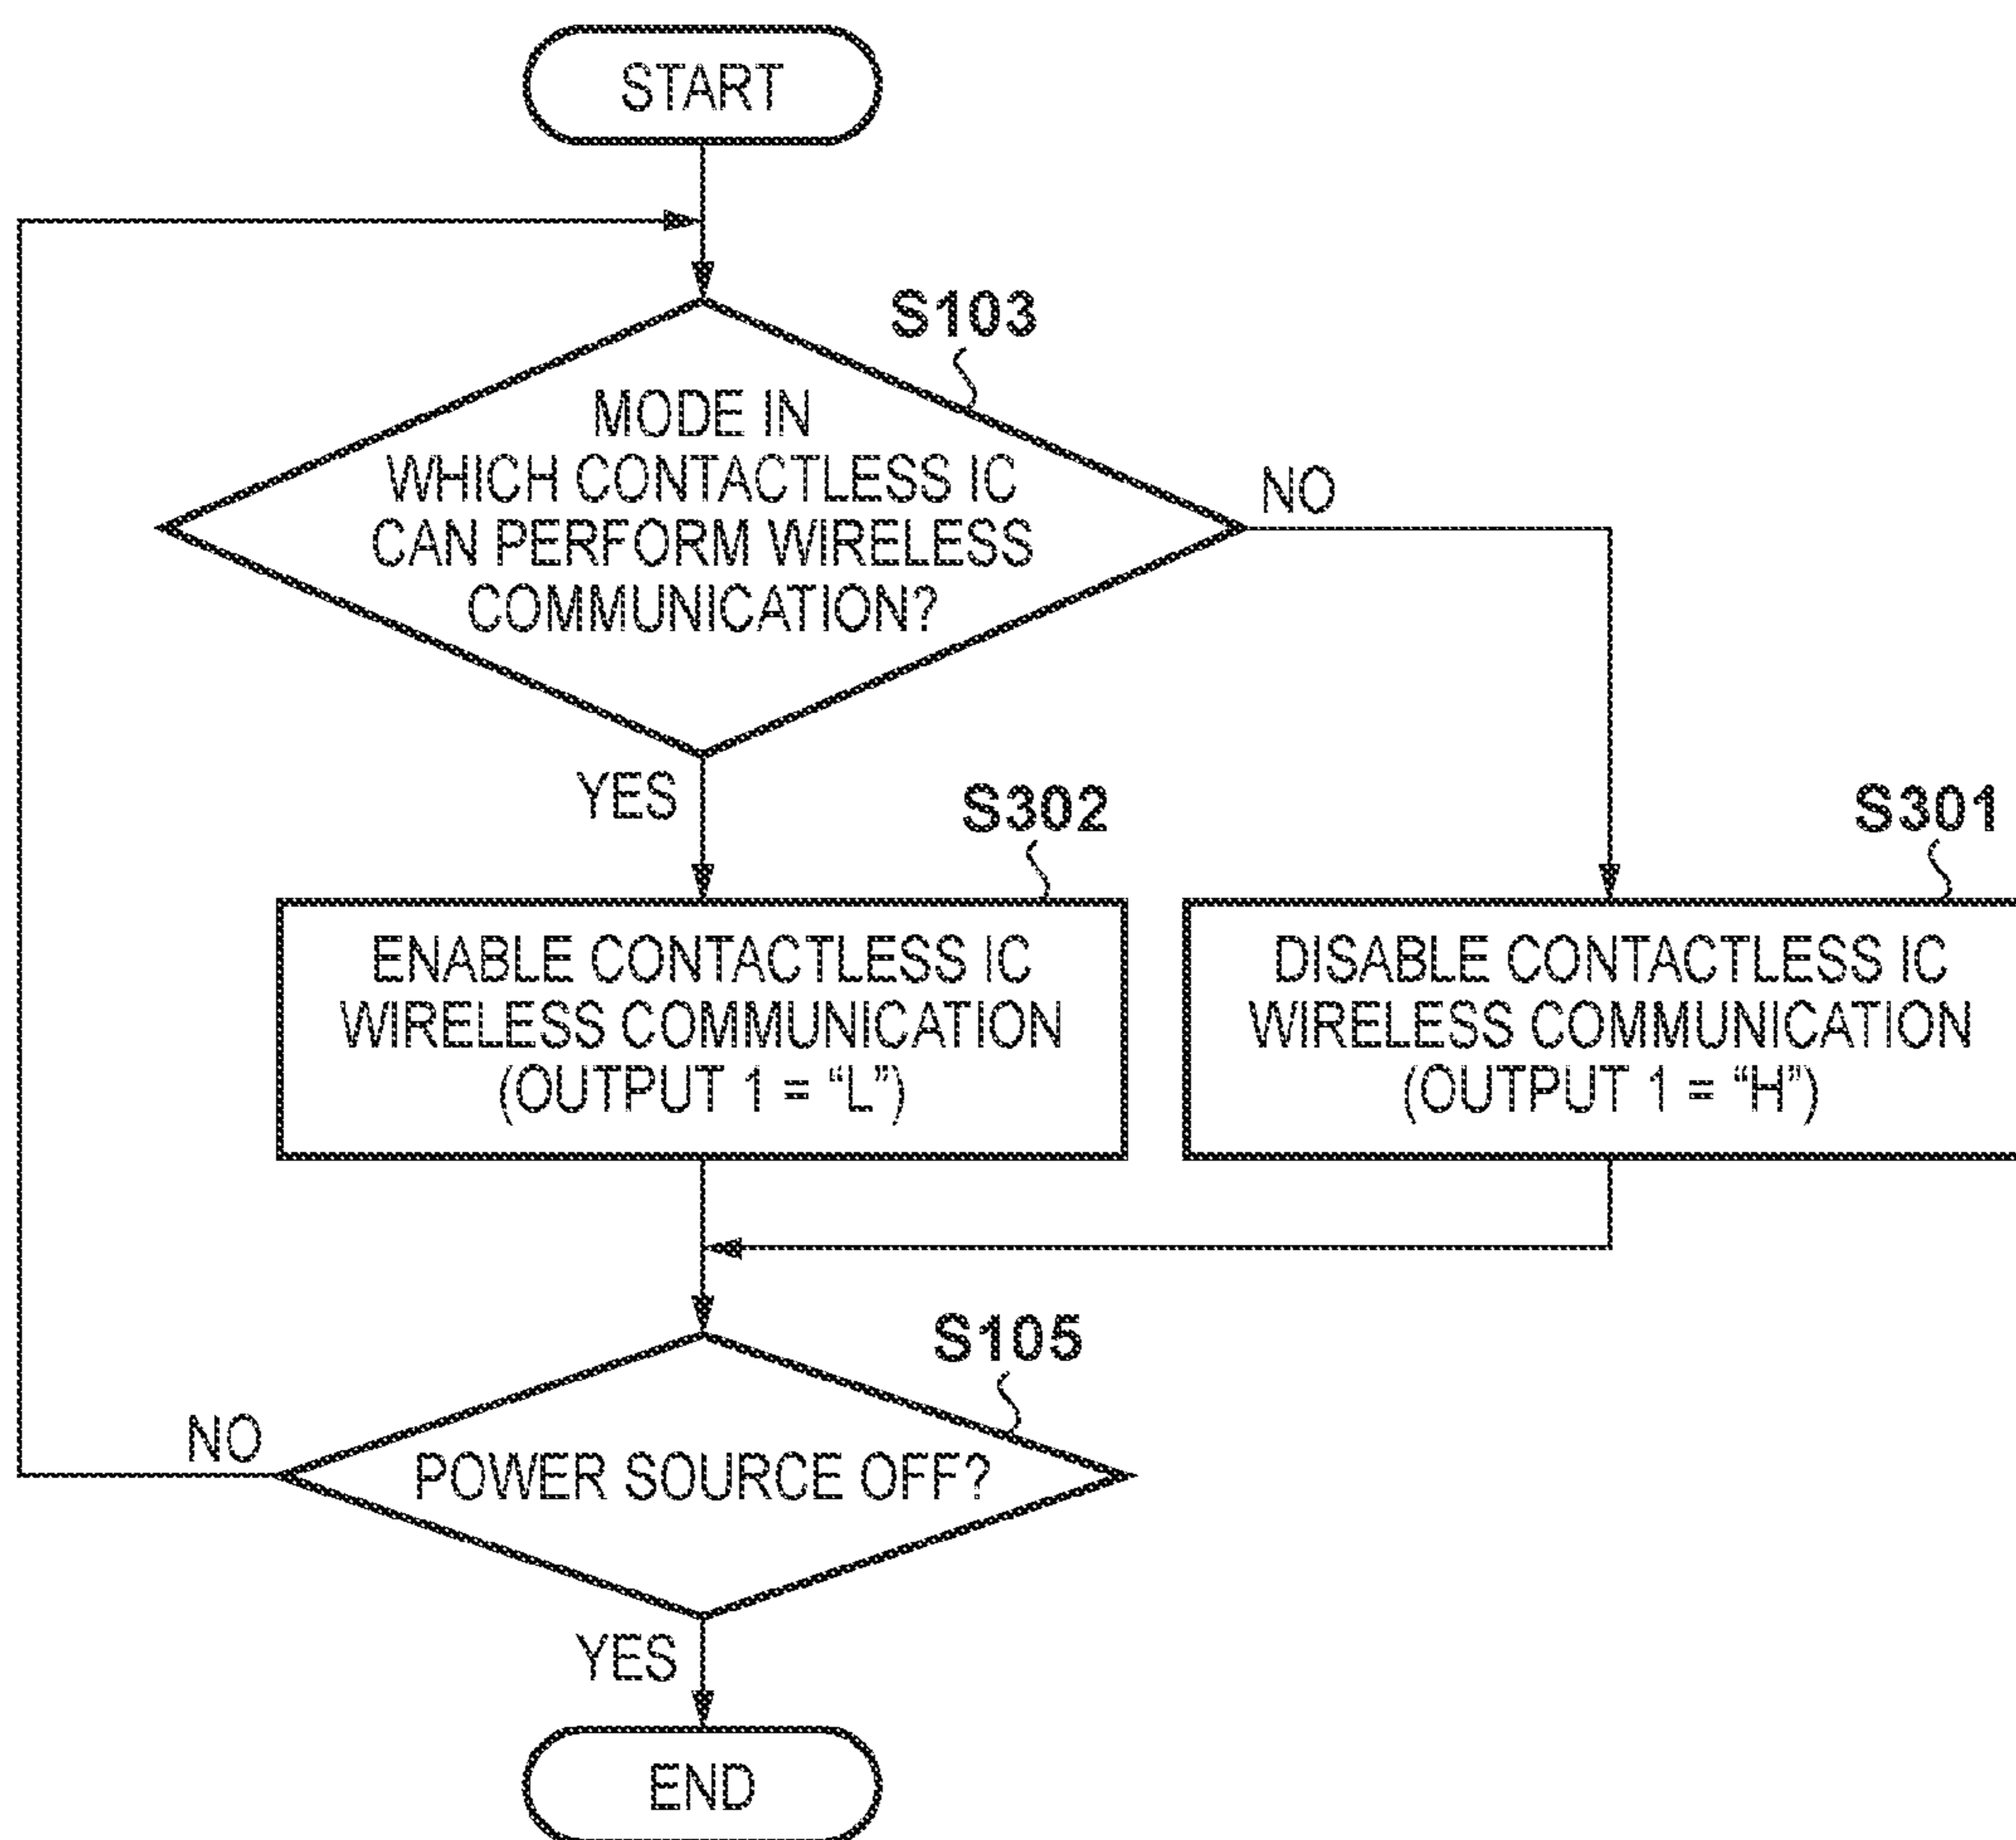 START
S103
MODE IN
WHICH CONTACTLESS IC
CAN PERFORM WIRELESS
COMMUNICATION?
NO
YES
S302
S301
ENABLE CONTACTLESS IC
WIRELESS COMMUNICATION
(OUTPUT 1 = “L”)
DISABLE CONTACTLESS IC
WIRELESS COMMUNICATION
(OUTPUT 1 = “H”)
S105
NO
POWER SOURCE OFF?
YES
END